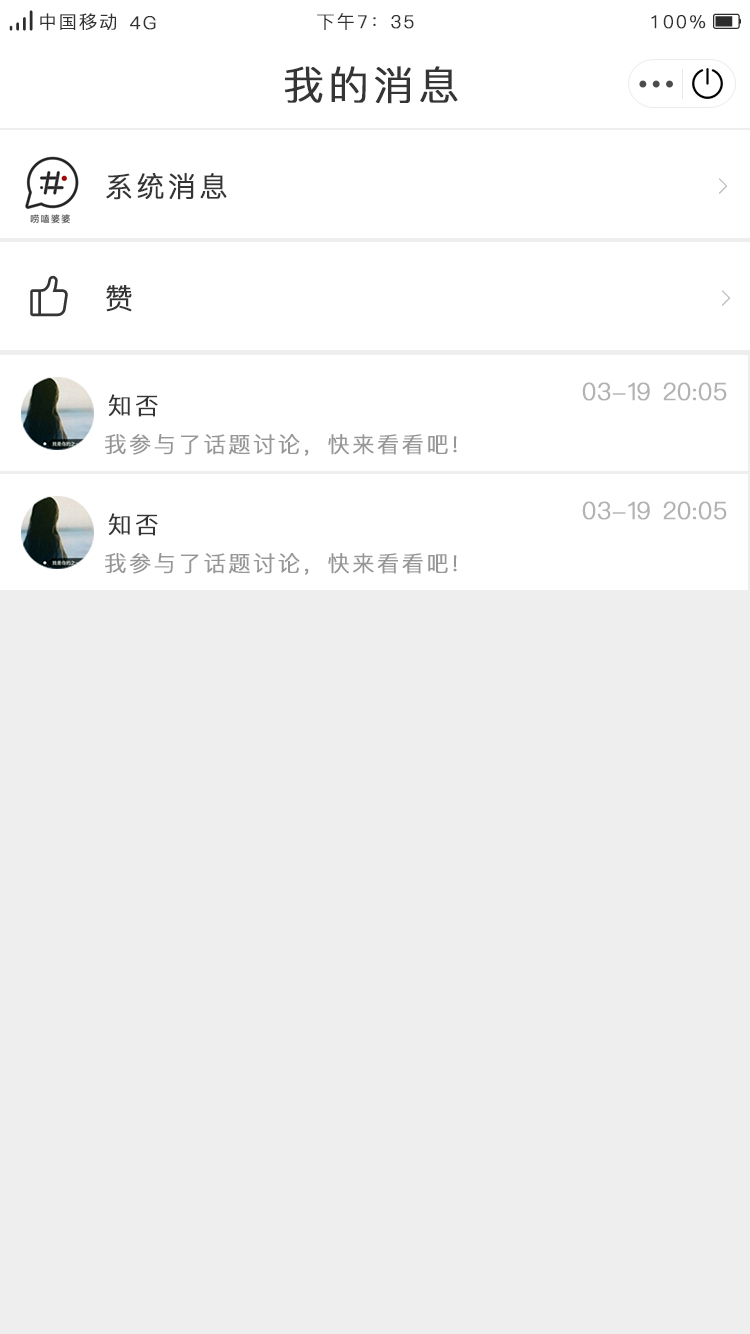 中国移动 4G 下午7：35 100%
我的消息
系统消息
唠嗑婆婆
赞
知否 03-19 20:05
我参与了话题讨论，快来看看吧!
知否 03-19 20:05
我参与了话题讨论，快来看看吧!